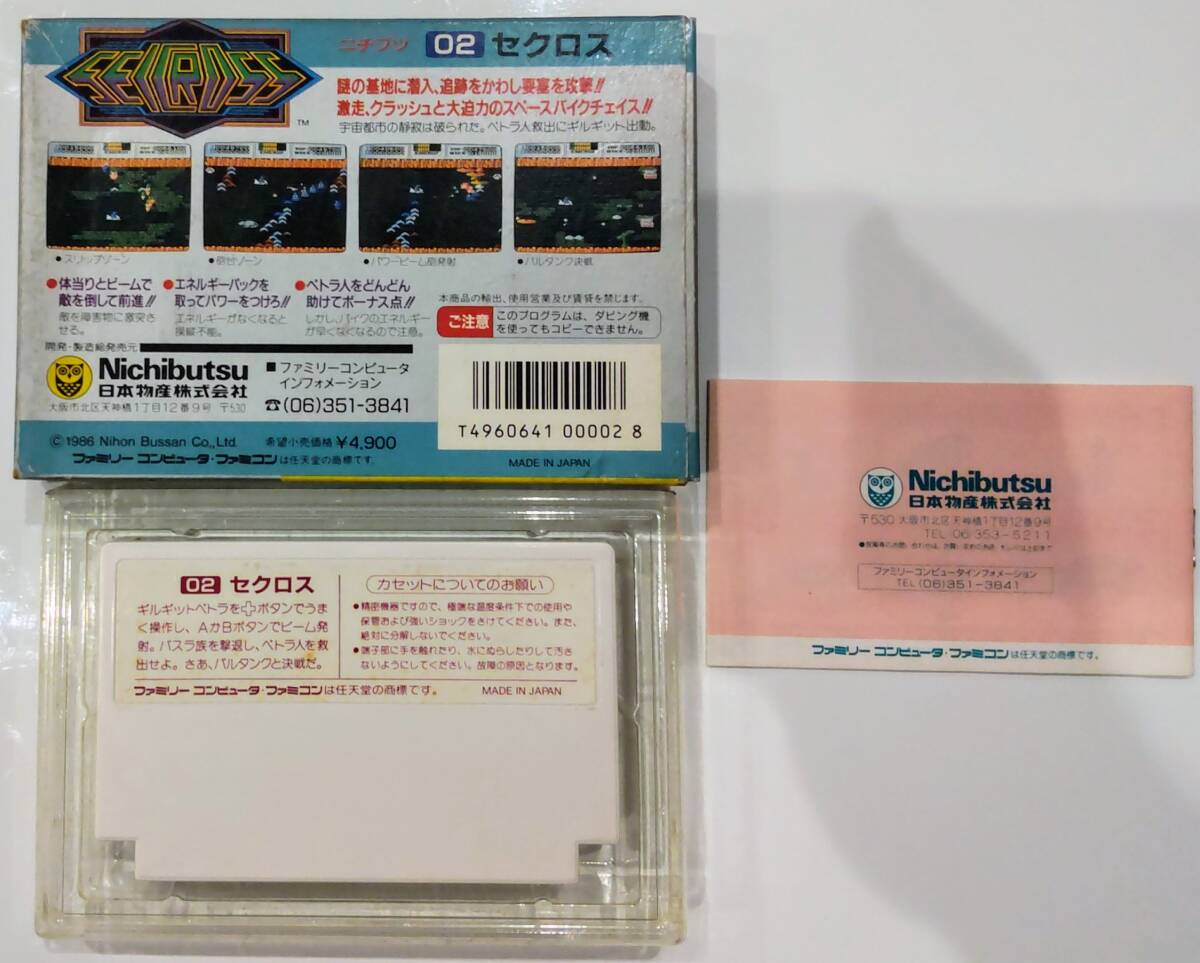 SEICROSS
TM
ニチブツ 02 セクロス
謎の基地に潜入、追跡をかわし要塞を攻撃!!
激走、クラッシュと大迫力のスペースバイクチェイス!!
宇宙都市の静寂は破られた。ペトラ人救出にギルギット出動。
●スリップゾーン
●砲台ゾーン
●パワービーム砲発射
●バルタンク決戦
●体当りとビームで
敵を倒して前進!!
敵を障害物に激突さ
せる。
●エネルギーパックを
取ってパワーをつけろ!!
エネルギーがなくなると
操縦不能。
●ペトラ人をどんどん
助けてボーナス点!!
しかし、バイクのエネルギー
が早くなくなるので注意。
本商品の輸出、使用営業及び賃貸を禁じます。
ご注意
このプログラムは、ダビング機
を使ってもコピーできません。
開発・製造総発売元
Nichibutsu
日本物産株式会社
大阪市北区天神橋1丁目12番9号 〒530
■ファミリーコンピュータ
インフォメーション
☎(06)351-3841
T4960641 00002 8
©1986 Nihon Bussan Co.,Ltd. 希望小売価格 ¥4,900
ファミリー コンピュータ・ファミコンは任天堂の商標です。
MADE IN JAPAN
02 セクロス
ギルギットペトラを✚ボタンでうま
く操作し、AかBボタンでビーム発
射。バスラ族を撃退し、ペトラ人を救
出せよ。さあ、バルタンクと決戦だ。
カセットについてのお願い
●精密機器ですので、極端な温度条件下での使用や
保管および強いショックをさけてください。また、
絶対に分解しないでください。
●端子部に手を触れたり、水にぬらしたりして汚さ
ないようにしてください。故障の原因となります。
ファミリー コンピュータ・ファミコンは任天堂の商標です。 MADE IN JAPAN
Nichibutsu
日本物産株式会社
〒530 大阪市北区天神橋1丁目12番9号
TEL 06-353-5211
ファミリーコンピュータインフォメーション
TEL(06)351-3841
ファミリー コンピュータ・ファミコンは任天堂の商標です。